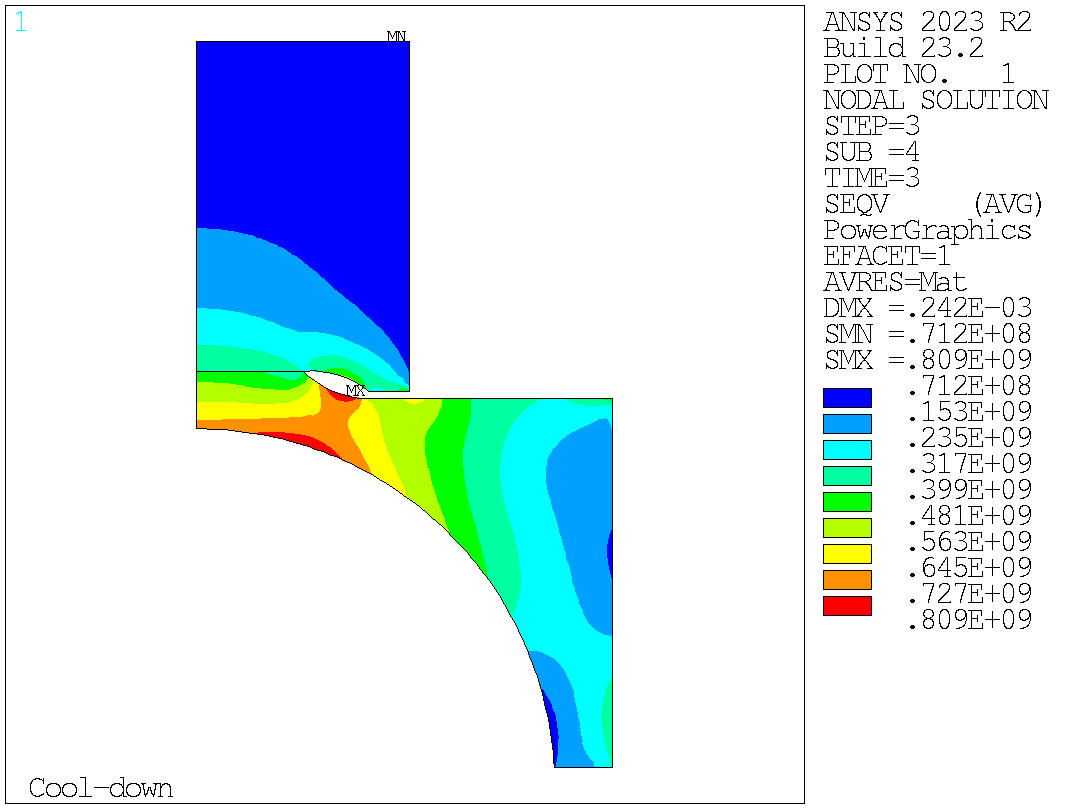 1
MN
MX
ANSYS 2023 R2
Build 23.2
PLOT NO. 1
NODAL SOLUTION
STEP=3
SUB =4
TIME=3
SEQV (AVG)
PowerGraphics
EFACET=1
AVRES=Mat
DMX =.242E-03
SMN =.712E+08
SMX =.809E+09
.712E+08
.153E+09
.235E+09
.317E+09
.399E+09
.481E+09
.563E+09
.645E+09
.727E+09
.809E+09
Cool-down